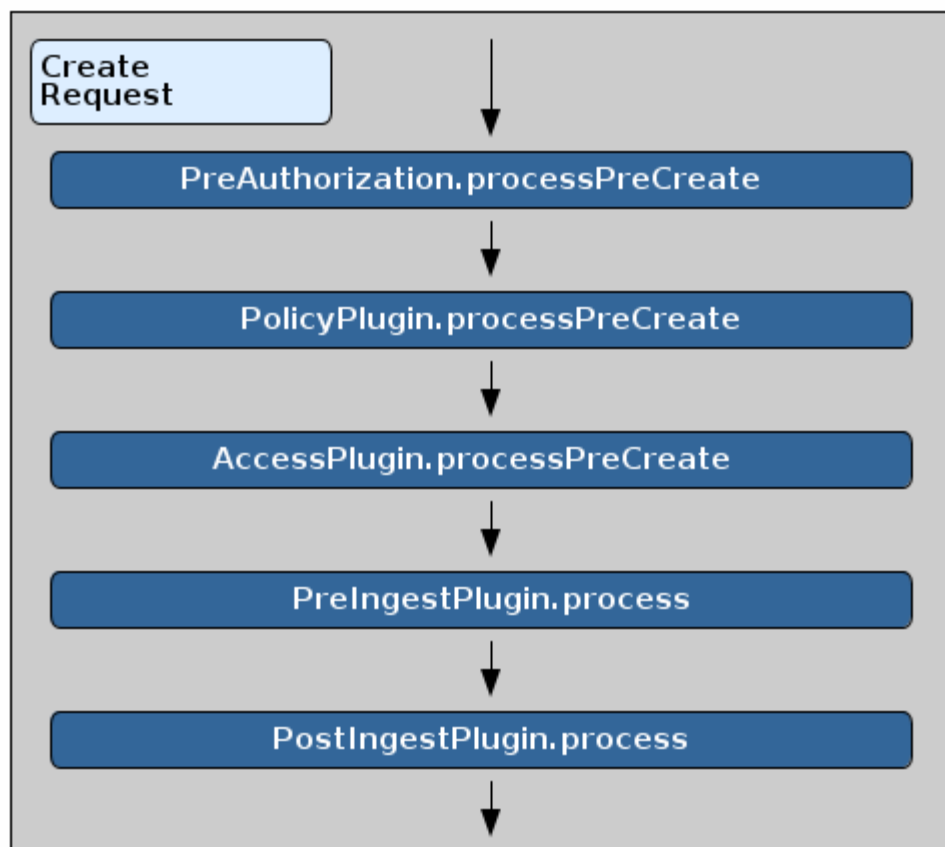 Create
Request
PreAuthorization.processPreCreate
PolicyPlugin.processPreCreate
AccessPlugin.processPreCreate
PreIngestPlugin.process
PostIngestPlugin.process